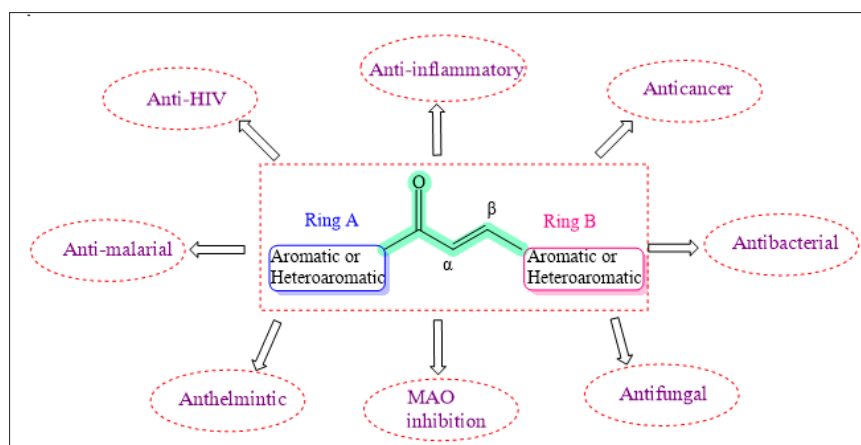 Anti-inflammatory
Anti-HIV
Anticancer
O
β
Ring A
Ring B
Anti-malarial
Aromatic or
Heteroaromatic
α
Aromatic or
Heteroaromatic
Antibacterial
Anthelmintic
MAO
inhibition
Antifungal